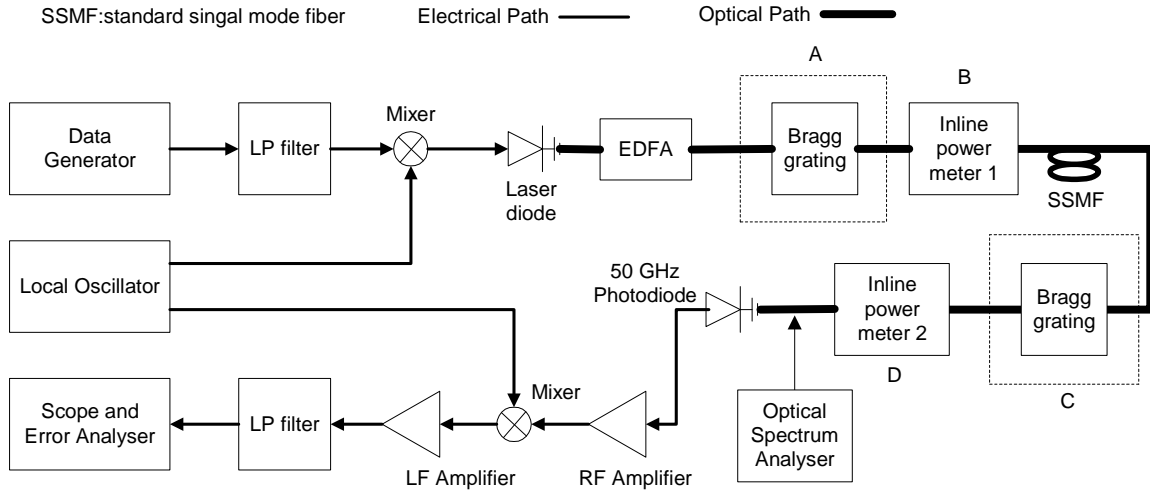 SSMF:standard singal mode fiber
Electrical Path
Optical Path
A
B
Data
Generator
LP filter
Mixer
Laser
diode
EDFA
Bragg
grating
Inline
power
meter 1
SSMF
Local Oscillator
50 GHz
Photodiode
Inline
power
meter 2
Bragg
grating
D
C
Scope and
Error Analyser
LP filter
LF Amplifier
Mixer
RF Amplifier
Optical
Spectrum
Analyser